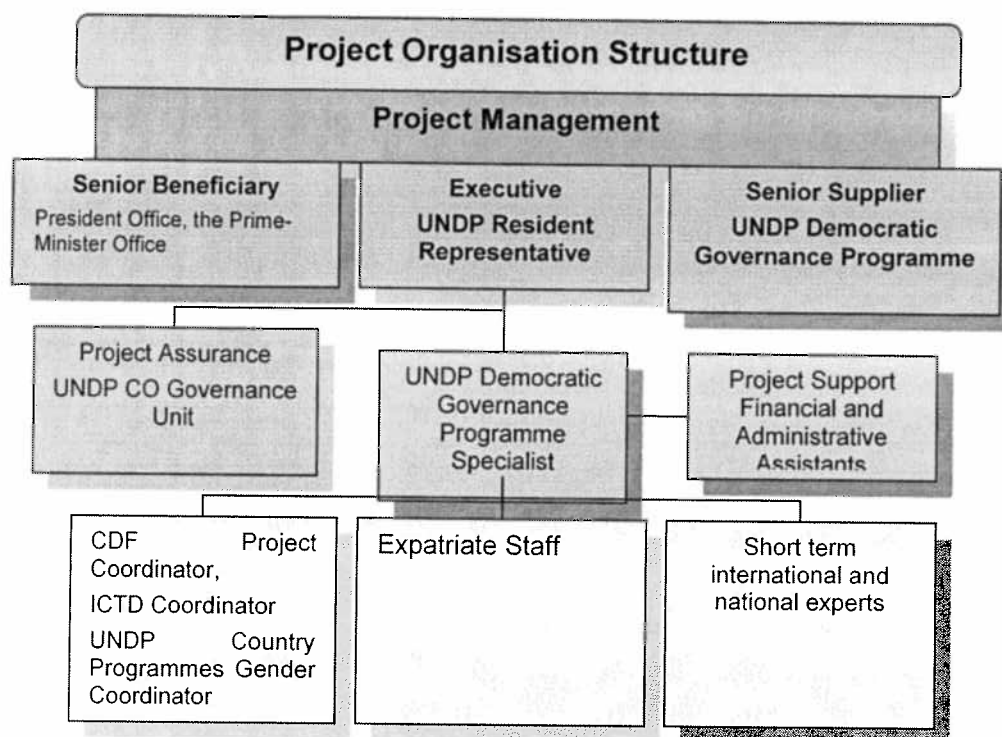 Project Organisation Structure
Project Management
Senior Beneficiary
President Office, the Prime-
Minister Office
Executive
UNDP Resident
Representative
Senior Supplier
UNDP Democratic
Governance Programme
Project Assurance
UNDP CO Governance
Unit
UNDP Democratic
Governance
Programme
Specialist
Project Support
Financial and
Administrative
Assistants
CDF Project
Coordinator,
ICTD Coordinator
UNDP Country
Programmes Gender
Coordinator
Expatriate Staff
Short term
international and
national experts